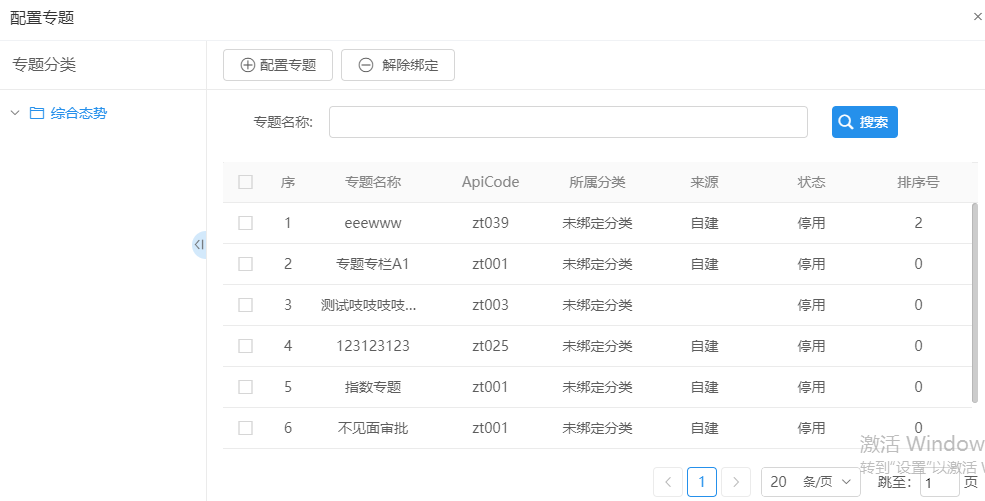 配置专题
×
专题分类
配置专题 解除绑定
综合态势
专题名称: 搜索
序 专题名称 ApiCode 所属分类 来源 状态 排序号
1 eeewww zt039 未绑定分类 自建 停用 2
2 专题专栏A1 zt001 未绑定分类 自建 停用 0
3 测试吱吱吱吱... zt003 未绑定分类 停用 0
4 123123123 zt025 未绑定分类 自建 停用 0
5 指数专题 zt001 未绑定分类 自建 停用 0
6 不见面审批 zt001 未绑定分类 自建 停用 0
激活 Window
转到"设置"以激活 W
< 1 > 20 条/页 跳至: 1 页